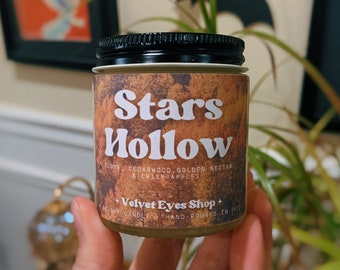 Stars
Hollow
CEDARWOOD, GOLDEN NECTAR,
& CRISP APPLES
✦ Velvet Eyes Shop ✦
CANDLE HAND-POURED IN